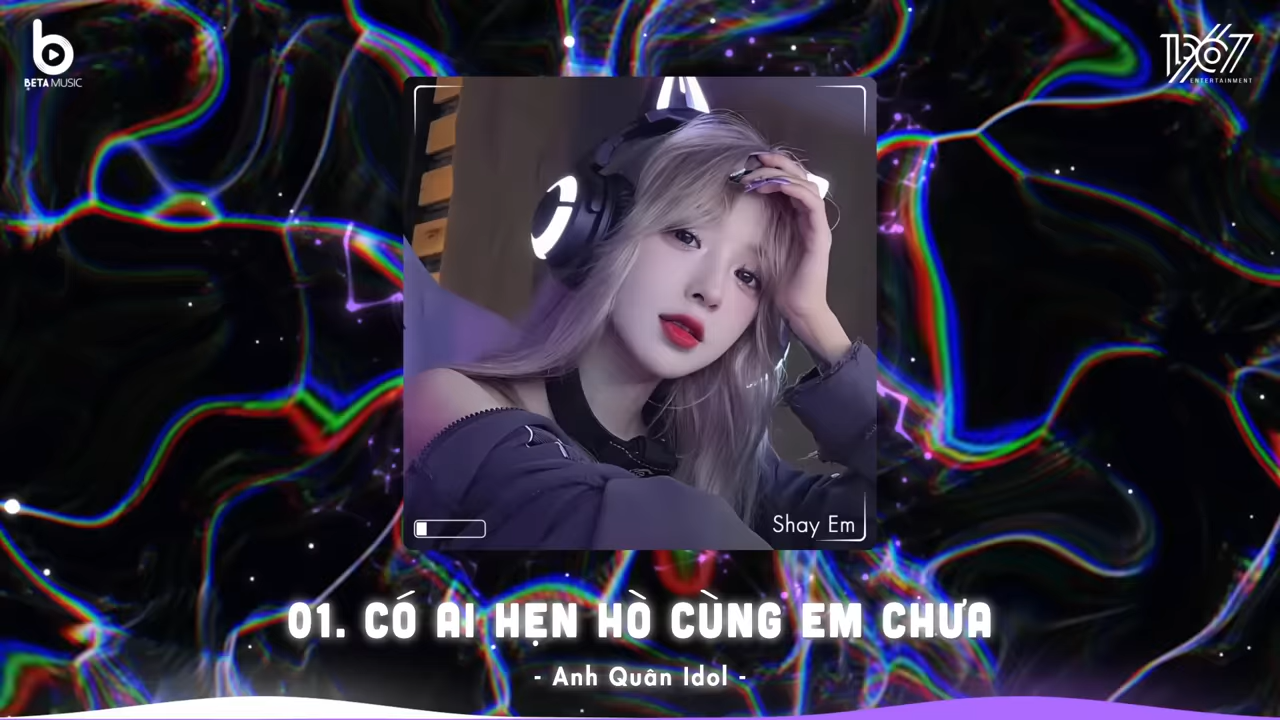 BETA MUSIC
1967
ENTERTAINMENT
Shay Em
01. CÓ AI HẸN HÒ CÙNG EM CHƯA
- Anh Quân Idol -